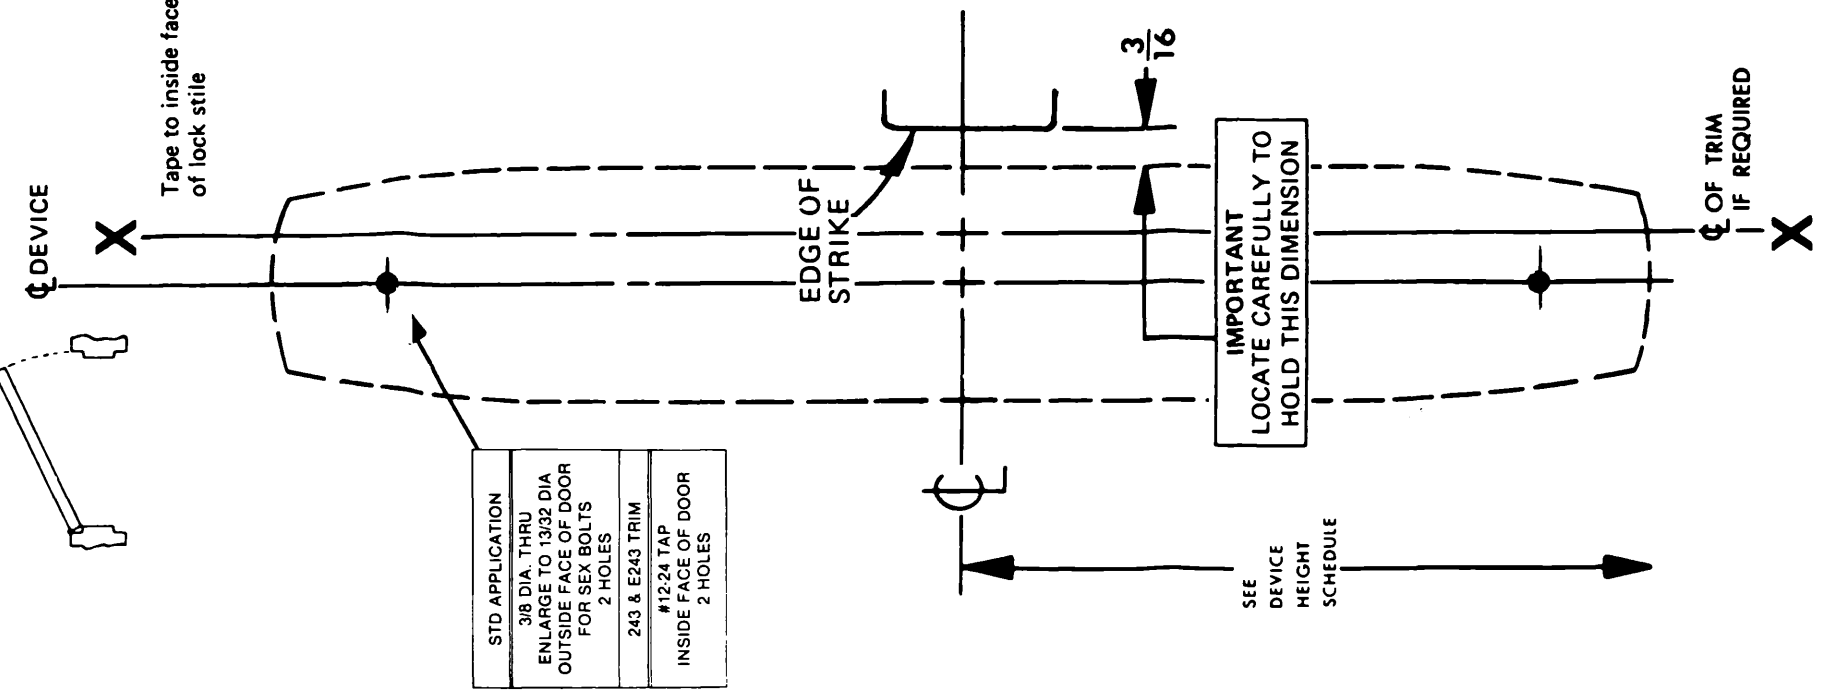 Tape to inside face
of lock stile
℄ DEVICE
X
3
16
EDGE OF
STRIKE
STD APPLICATION
3/8 DIA. THRU
ENLARGE TO 13/32 DIA
OUTSIDE FACE OF DOOR
FOR SEX BOLTS
2 HOLES
243 & E243 TRIM
#12-24 TAP
INSIDE FACE OF DOOR
2 HOLES
IMPORTANT
LOCATE CAREFULLY TO
HOLD THIS DIMENSION
SEE
DEVICE
HEIGHT
SCHEDULE
℄ OF TRIM
IF REQUIRED
X